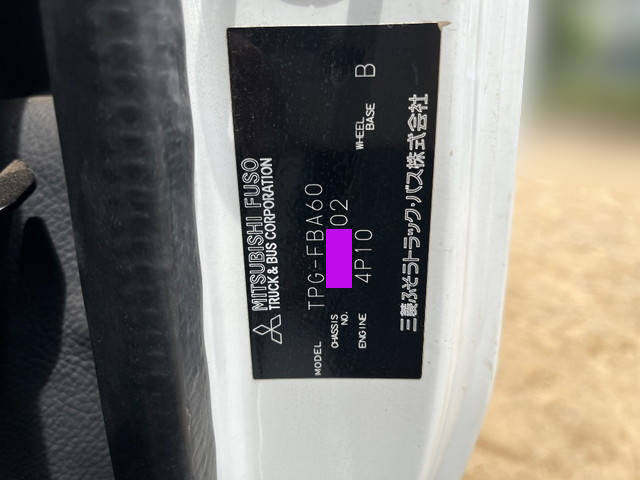 MITSUBISHI FUSO
TRUCK & BUS CORPORATION
MODEL TPG-FBA60
CHASSIS NO. 02
ENGINE 4P10 WHEEL BASE B
三菱ふそうトラック・バス株式会社